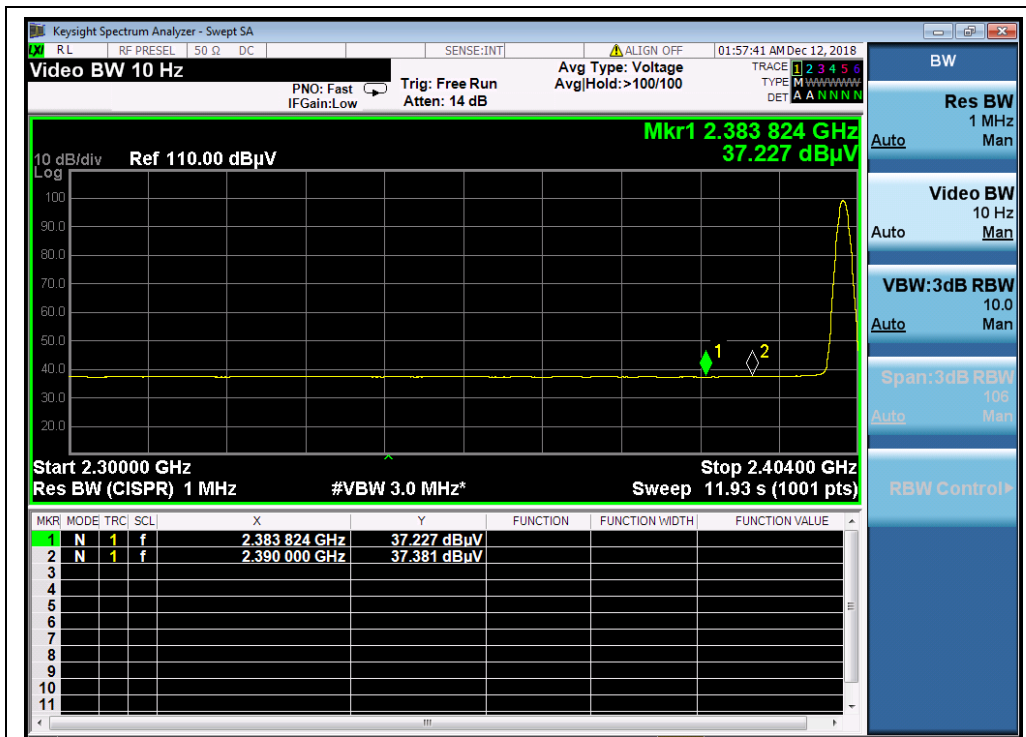 Keysight Spectrum Analyzer - Swept SA
LXI RL RF PRESEL 50 Ω DC SENSE:INT ALIGN OFF 01:57:41 AM Dec 12, 2018
Video BW 10 Hz
PNO: Fast
IFGain:Low
Trig: Free Run
Atten: 14 dB
Avg Type: Voltage
Avg|Hold:>100/100
TRACE 1 2 3 4 5 6
TYPE M W W W W W
DET A A N N N N
Mkr1 2.383 824 GHz
37.227 dBµV
10 dB/div Ref 110.00 dBµV
Log
100
90.0
80.0
70.0
60.0
50.0
40.0
30.0
20.0
1
2
Start 2.30000 GHz Stop 2.40400 GHz
Res BW (CISPR) 1 MHz #VBW 3.0 MHz* Sweep 11.93 s (1001 pts)
MKR MODE TRC SCL X Y FUNCTION FUNCTION WIDTH FUNCTION VALUE
1 N 1 f 2.383 824 GHz 37.227 dBµV
2 N 1 f 2.390 000 GHz 37.381 dBµV
3
4
5
6
7
8
9
10
11
BW
Res BW
1 MHz
Auto Man
Video BW
10 Hz
Auto Man
VBW:3dB RBW
10.0
Auto Man
Span:3dB RBW
106
Auto Man
RBW Control